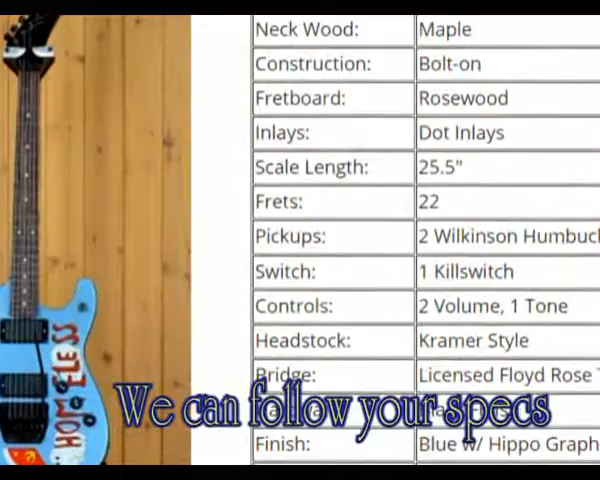 Neck Wood: Maple
Construction: Bolt-on
Fretboard: Rosewood
Inlays: Dot Inlays
Scale Length: 25.5"
Frets: 22
Pickups: 2 Wilkinson Humbuck
Switch: 1 Killswitch
Controls: 2 Volume, 1 Tone
Headstock: Kramer Style
Bridge: Licensed Floyd Rose
We can follow your specs
Finish: Blue w/ Hippo Graph
HOMELESS